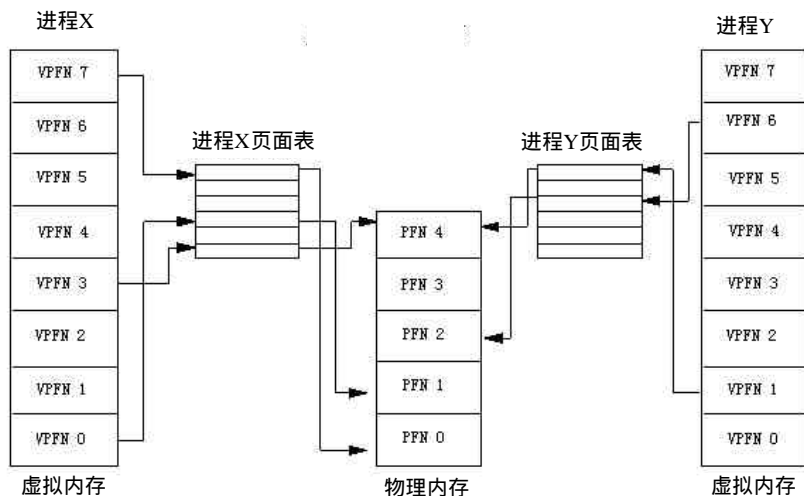 进程X
进程Y
VPFN 7
VPFN 6
VPFN 5
VPFN 4
VPFN 3
VPFN 2
VPFN 1
VPFN 0
虚拟内存
进程X页面表
进程Y页面表
PFN 4
PFN 3
PFN 2
PFN 1
PFN 0
物理内存
VPFN 7
VPFN 6
VPFN 5
VPFN 4
VPFN 3
VPFN 2
VPFN 1
VPFN 0
虚拟内存